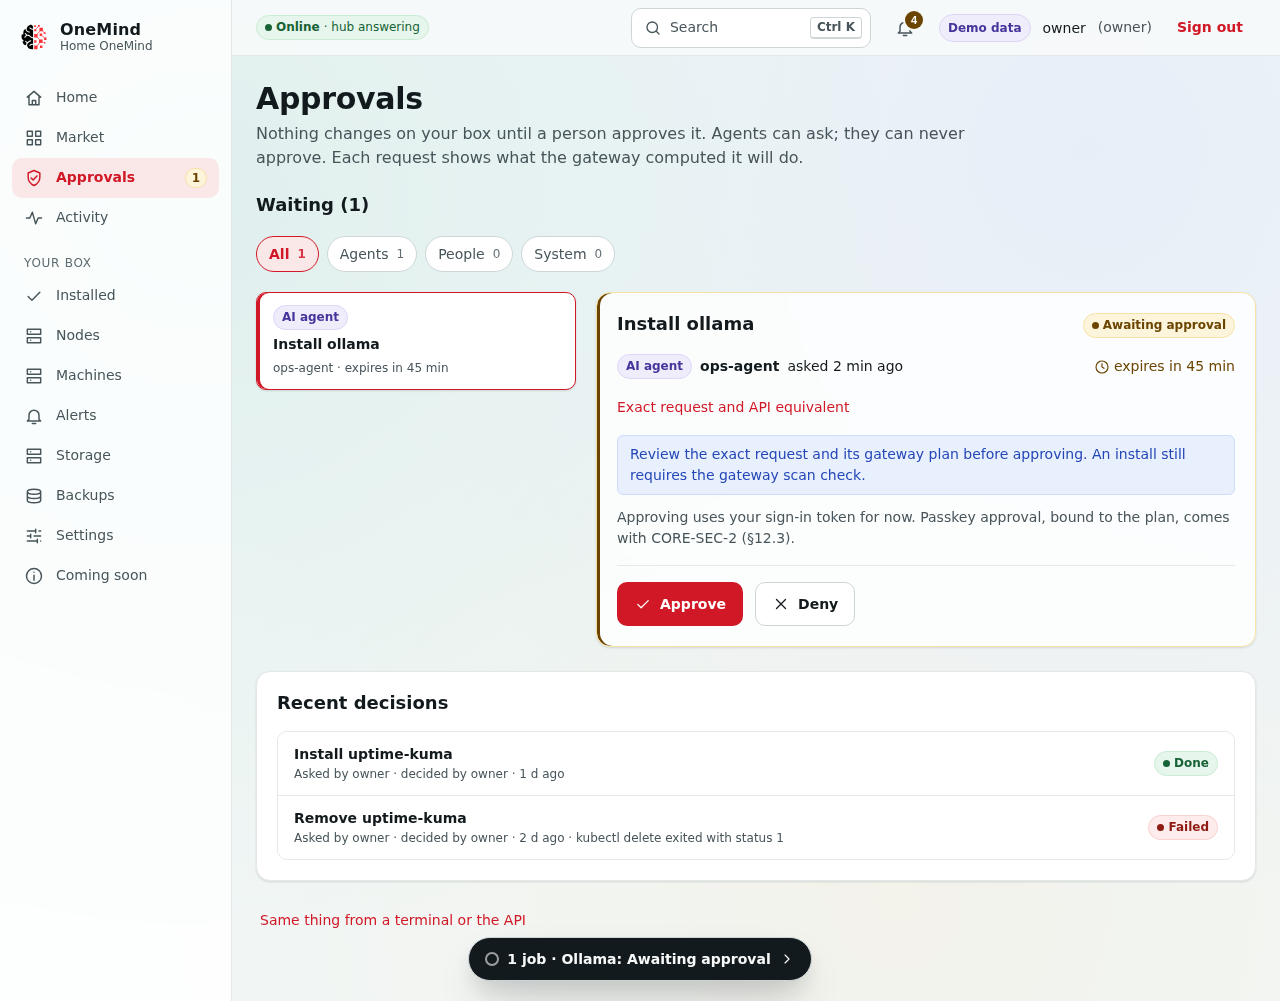 OneMind
Home OneMind
Home
Market
Approvals 1
Activity
YOUR BOX
Installed
Nodes
Machines
Alerts
Storage
Backups
Settings
Coming soon
Online · hub answering
Search Ctrl K
4
Demo data
owner (owner)
Sign out
Approvals
Nothing changes on your box until a person approves it. Agents can ask; they can never
approve. Each request shows what the gateway computed it will do.
Waiting (1)
All 1 Agents 1 People 0 System 0
AI agent
Install ollama
ops-agent · expires in 45 min
Install ollama
Awaiting approval
AI agent ops-agent asked 2 min ago
expires in 45 min
Exact request and API equivalent
Review the exact request and its gateway plan before approving. An install still
requires the gateway scan check.
Approving uses your sign-in token for now. Passkey approval, bound to the plan, comes
with CORE-SEC-2 (§12.3).
Approve Deny
Recent decisions
Install uptime-kuma
Asked by owner · decided by owner · 1 d ago
Done
Remove uptime-kuma
Asked by owner · decided by owner · 2 d ago · kubectl delete exited with status 1
Failed
Same thing from a terminal or the API
1 job · Ollama: Awaiting approval